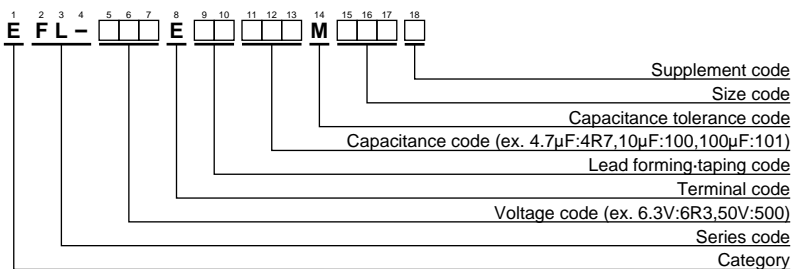 1 2 3 4 5 6 7 8 9 10 11 12 13 14 15 16 17 18
E F L – □□□ E □□ □□□ M □□□ □
Supplement code
Size code
Capacitance tolerance code
Capacitance code (ex. 4.7μF:4R7,10μF:100,100μF:101)
Lead forming·taping code
Terminal code
Voltage code (ex. 6.3V:6R3,50V:500)
Series code
Category